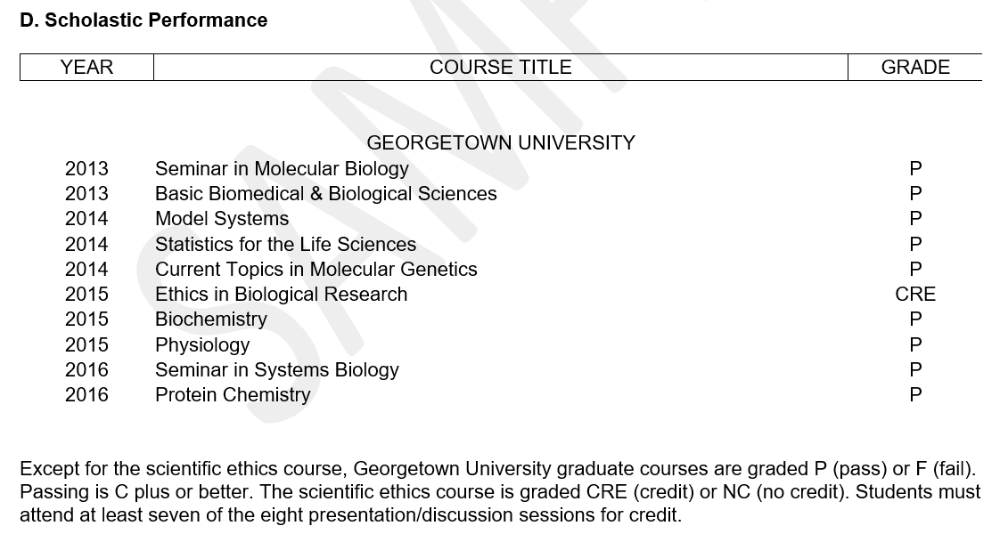 D. Scholastic Performance
YEAR COURSE TITLE GRADE
GEORGETOWN UNIVERSITY
2013 Seminar in Molecular Biology P
2013 Basic Biomedical & Biological Sciences P
2014 Model Systems P
2014 Statistics for the Life Sciences P
2014 Current Topics in Molecular Genetics P
2015 Ethics in Biological Research CRE
2015 Biochemistry P
2015 Physiology P
2016 Seminar in Systems Biology P
2016 Protein Chemistry P
Except for the scientific ethics course, Georgetown University graduate courses are graded P (pass) or F (fail).
Passing is C plus or better. The scientific ethics course is graded CRE (credit) or NC (no credit). Students must
attend at least seven of the eight presentation/discussion sessions for credit.